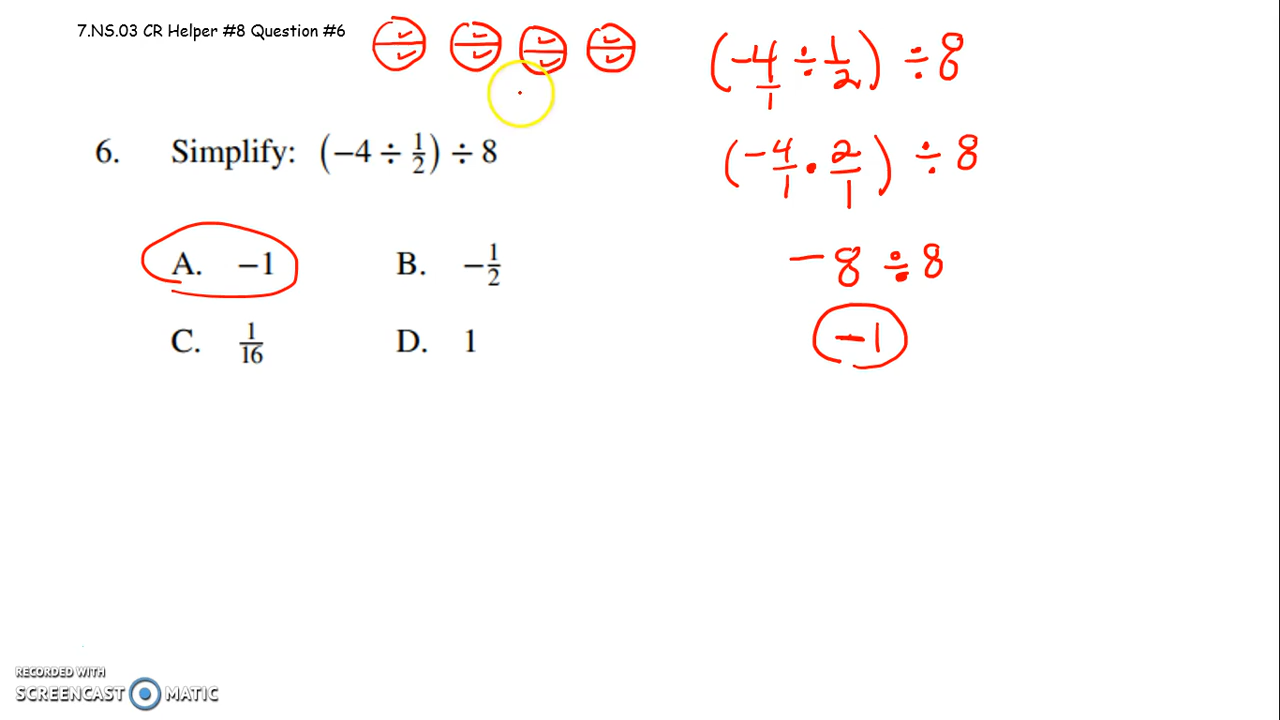 7.NS.03 CR Helper #8 Question #6
6. Simplify: (−4 ÷ 1/2) ÷ 8
A. −1 B. −1/2
C. 1/16 D. 1
(−4/1 ÷ 1/2) ÷ 8
(−4/1 · 2/1) ÷ 8
−8 ÷ 8
−1
RECORDED WITH
SCREENCAST MATIC